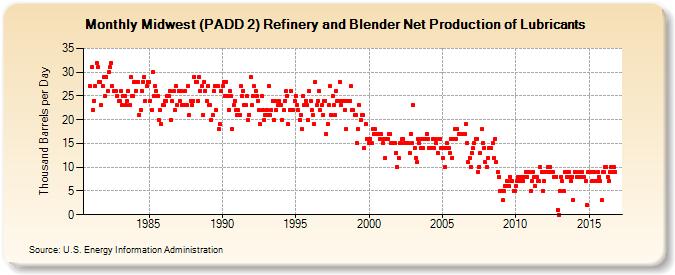 Monthly Midwest (PADD 2) Refinery and Blender Net Production of Lubricants
Thousand Barrels per Day
35
30
25
20
15
10
5
0
1985 1990 1995 2000 2005 2010 2015
Source: U.S. Energy Information Administration